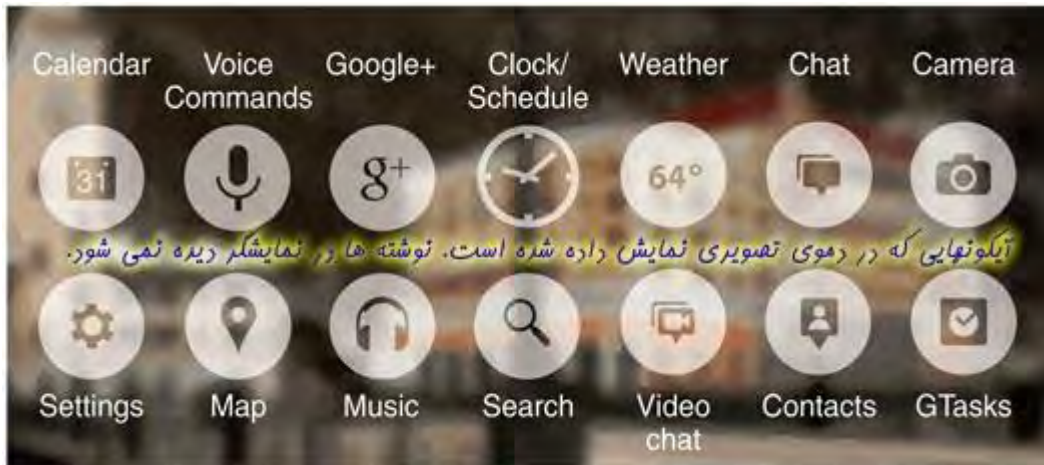 Calendar Voice Commands Google+ Clock/ Schedule Weather Chat Camera
31 g+ 64°
آیکونهایی که در دموی تصویری نمایش داده شده است. نوشته ها در نمایشگر دیده نمی شود.
Settings Map Music Search Video chat Contacts GTasks